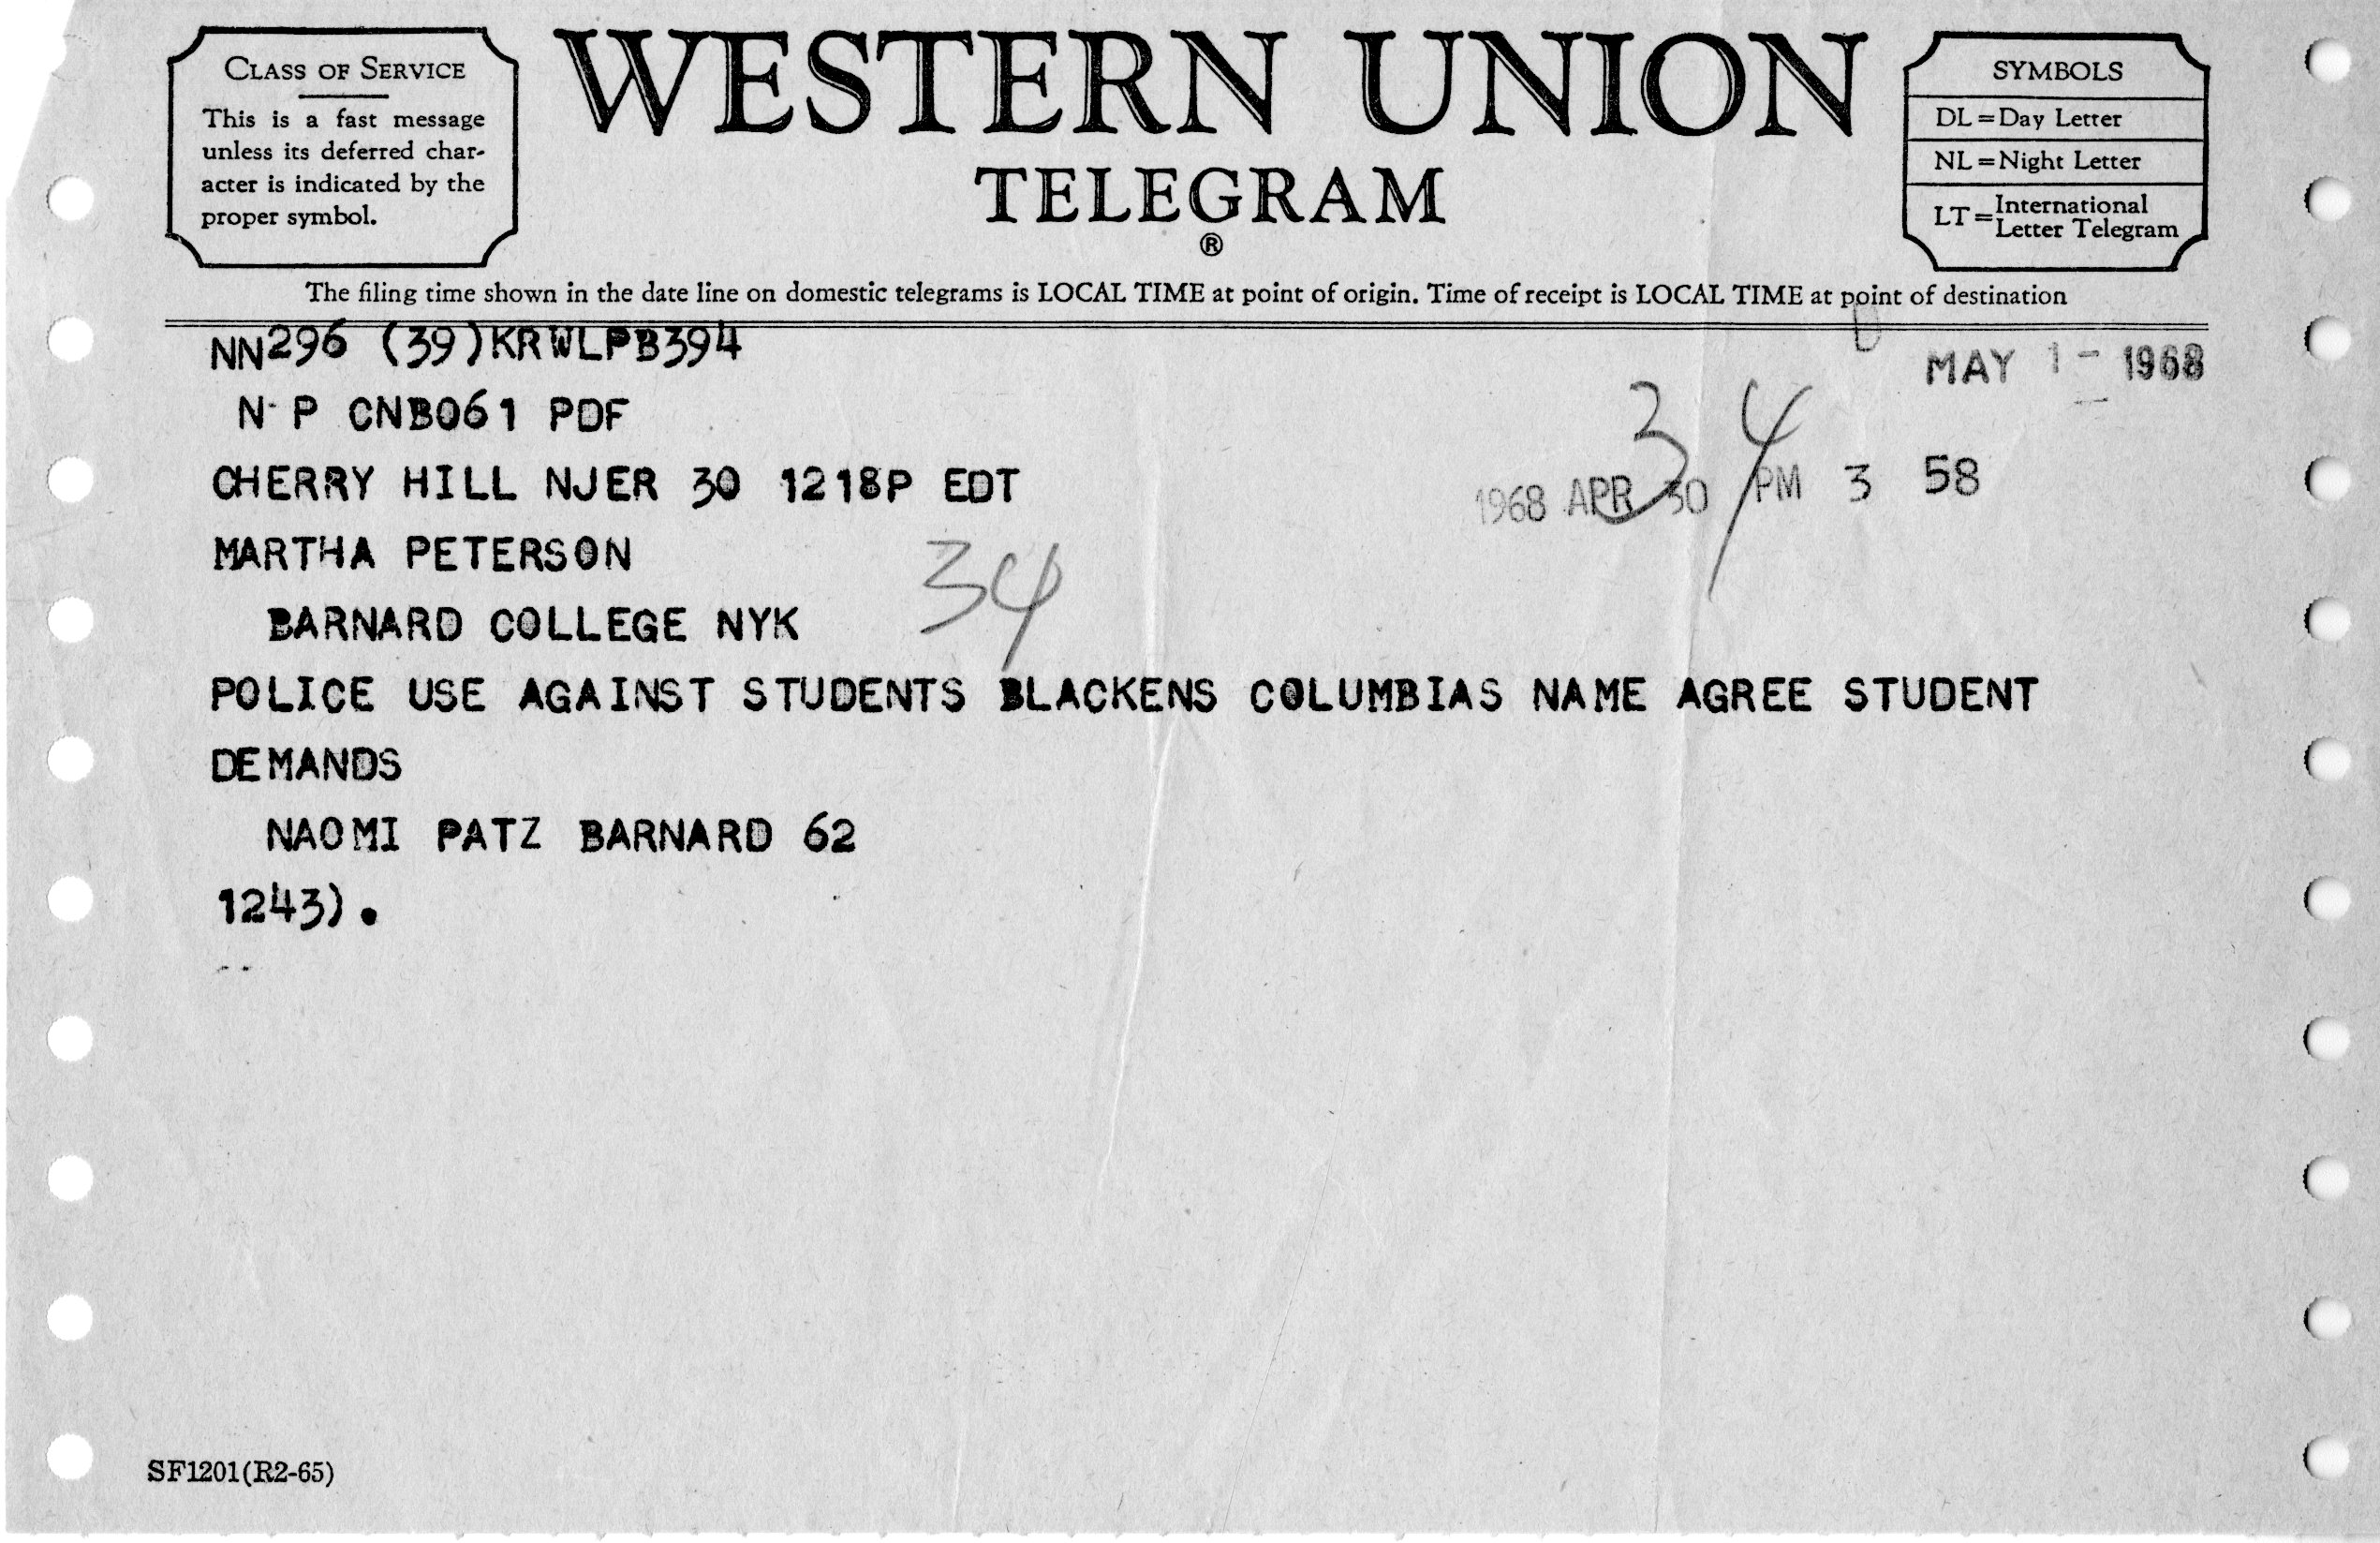 CLASS OF SERVICE
This is a fast message
unless its deferred char-
acter is indicated by the
proper symbol.
WESTERN UNION
TELEGRAM
®
SYMBOLS
DL=Day Letter
NL=Night Letter
LT=International Letter Telegram
The filing time shown in the date line on domestic telegrams is LOCAL TIME at point of origin. Time of receipt is LOCAL TIME at point of destination
NN296 (39)KRWLPB394
MAY 1- 1968
N P CNB061 PDF
34
CHERRY HILL NJER 30 1218P EDT
1968 APR 30 PM 3 58
MARTHA PETERSON
34
BARNARD COLLEGE NYK
POLICE USE AGAINST STUDENTS BLACKENS COLUMBIAS NAME AGREE STUDENT
DEMANDS
NAOMI PATZ BARNARD 62
1243).
SF1201(R2-65)